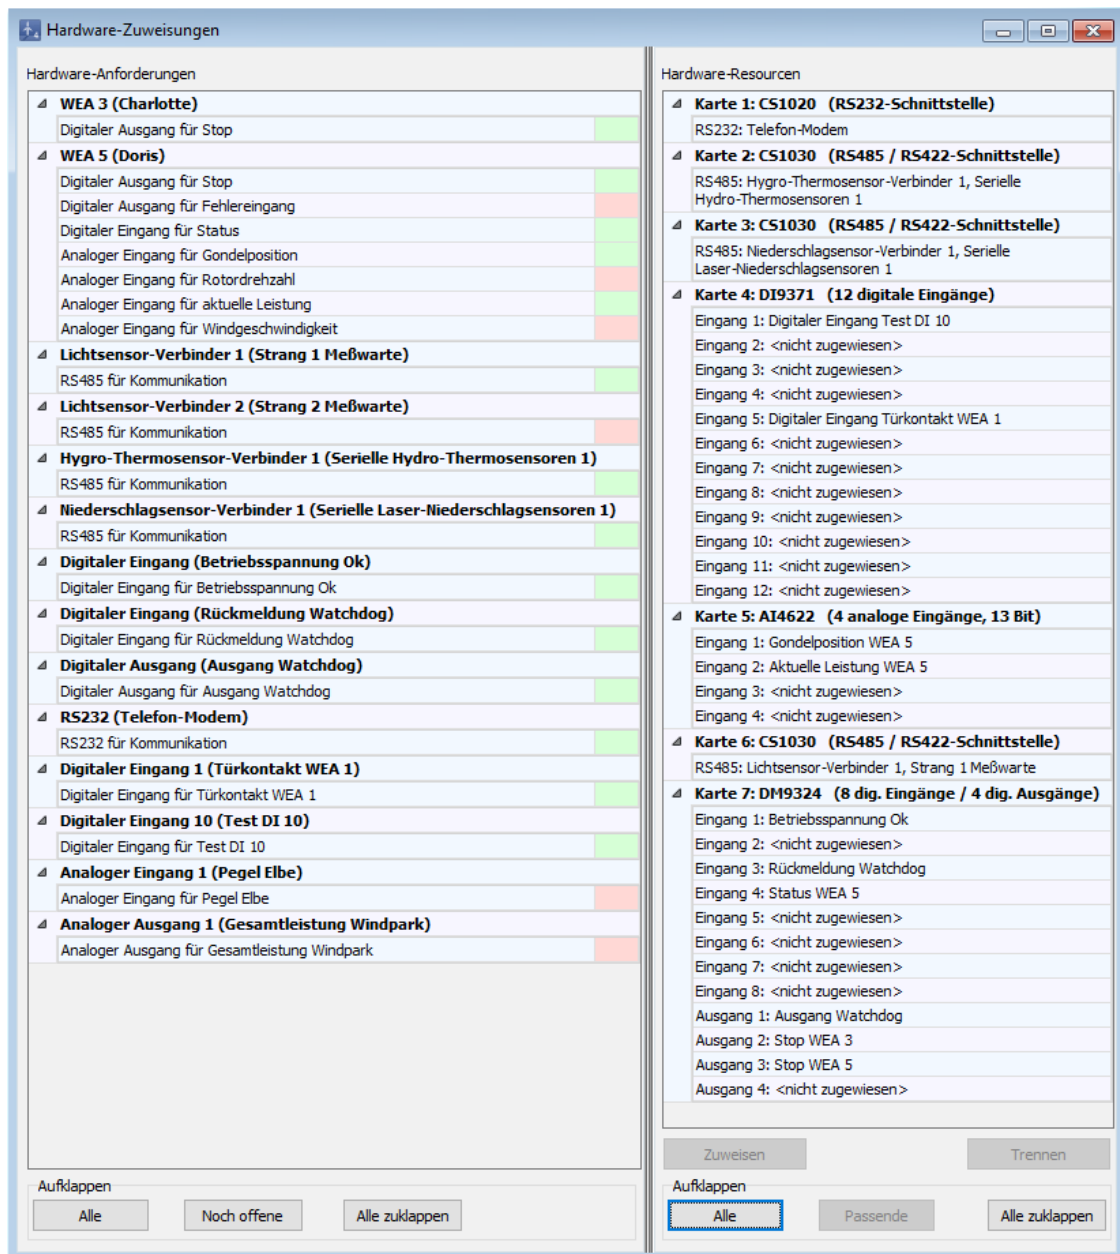 Hardware-Zuweisungen
Hardware-Anforderungen
WEA 3 (Charlotte)
Digitaler Ausgang für Stop
WEA 5 (Doris)
Digitaler Ausgang für Stop
Digitaler Ausgang für Fehlereingang
Digitaler Eingang für Status
Analoger Eingang für Gondelposition
Analoger Eingang für Rotordrehzahl
Analoger Eingang für aktuelle Leistung
Analoger Eingang für Windgeschwindigkeit
Lichtsensor-Verbinder 1 (Strang 1 Meßwarte)
RS485 für Kommunikation
Lichtsensor-Verbinder 2 (Strang 2 Meßwarte)
RS485 für Kommunikation
Hygro-Thermosensor-Verbinder 1 (Serielle Hydro-Thermosensoren 1)
RS485 für Kommunikation
Niederschlagsensor-Verbinder 1 (Serielle Laser-Niederschlagsensoren 1)
RS485 für Kommunikation
Digitaler Eingang (Betriebsspannung Ok)
Digitaler Eingang für Betriebsspannung Ok
Digitaler Eingang (Rückmeldung Watchdog)
Digitaler Eingang für Rückmeldung Watchdog
Digitaler Ausgang (Ausgang Watchdog)
Digitaler Ausgang für Ausgang Watchdog
RS232 (Telefon-Modem)
RS232 für Kommunikation
Digitaler Eingang 1 (Türkontakt WEA 1)
Digitaler Eingang für Türkontakt WEA 1
Digitaler Eingang 10 (Test DI 10)
Digitaler Eingang für Test DI 10
Analoger Eingang 1 (Pegel Elbe)
Analoger Eingang für Pegel Elbe
Analoger Ausgang 1 (Gesamtleistung Windpark)
Analoger Ausgang für Gesamtleistung Windpark
Aufklappen
Alle
Noch offene
Alle zuklappen
Hardware-Resourcen
Karte 1: CS1020 (RS232-Schnittstelle)
RS232: Telefon-Modem
Karte 2: CS1030 (RS485 / RS422-Schnittstelle)
RS485: Hygro-Thermosensor-Verbinder 1, Serielle
Hydro-Thermosensoren 1
Karte 3: CS1030 (RS485 / RS422-Schnittstelle)
RS485: Niederschlagsensor-Verbinder 1, Serielle
Laser-Niederschlagsensoren 1
Karte 4: DI9371 (12 digitale Eingänge)
Eingang 1: Digitaler Eingang Test DI 10
Eingang 2: <nicht zugewiesen>
Eingang 3: <nicht zugewiesen>
Eingang 4: <nicht zugewiesen>
Eingang 5: Digitaler Eingang Türkontakt WEA 1
Eingang 6: <nicht zugewiesen>
Eingang 7: <nicht zugewiesen>
Eingang 8: <nicht zugewiesen>
Eingang 9: <nicht zugewiesen>
Eingang 10: <nicht zugewiesen>
Eingang 11: <nicht zugewiesen>
Eingang 12: <nicht zugewiesen>
Karte 5: AI4622 (4 analoge Eingänge, 13 Bit)
Eingang 1: Gondelposition WEA 5
Eingang 2: Aktuelle Leistung WEA 5
Eingang 3: <nicht zugewiesen>
Eingang 4: <nicht zugewiesen>
Karte 6: CS1030 (RS485 / RS422-Schnittstelle)
RS485: Lichtsensor-Verbinder 1, Strang 1 Meßwarte
Karte 7: DM9324 (8 dig. Eingänge / 4 dig. Ausgänge)
Eingang 1: Betriebsspannung Ok
Eingang 2: <nicht zugewiesen>
Eingang 3: Rückmeldung Watchdog
Eingang 4: Status WEA 5
Eingang 5: <nicht zugewiesen>
Eingang 6: <nicht zugewiesen>
Eingang 7: <nicht zugewiesen>
Eingang 8: <nicht zugewiesen>
Ausgang 1: Ausgang Watchdog
Ausgang 2: Stop WEA 3
Ausgang 3: Stop WEA 5
Ausgang 4: <nicht zugewiesen>
Zuweisen
Trennen
Aufklappen
Alle
Passende
Alle zuklappen